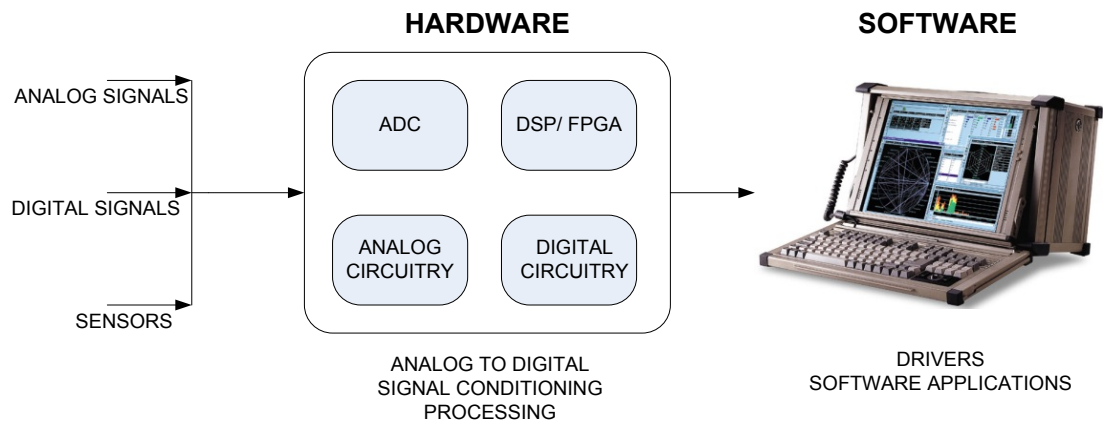 HARDWARE
SOFTWARE
ANALOG SIGNALS
DIGITAL SIGNALS
SENSORS
ADC
DSP/ FPGA
ANALOG
CIRCUITRY
DIGITAL
CIRCUITRY
ANALOG TO DIGITAL
SIGNAL CONDITIONING
PROCESSING
DRIVERS
SOFTWARE APPLICATIONS